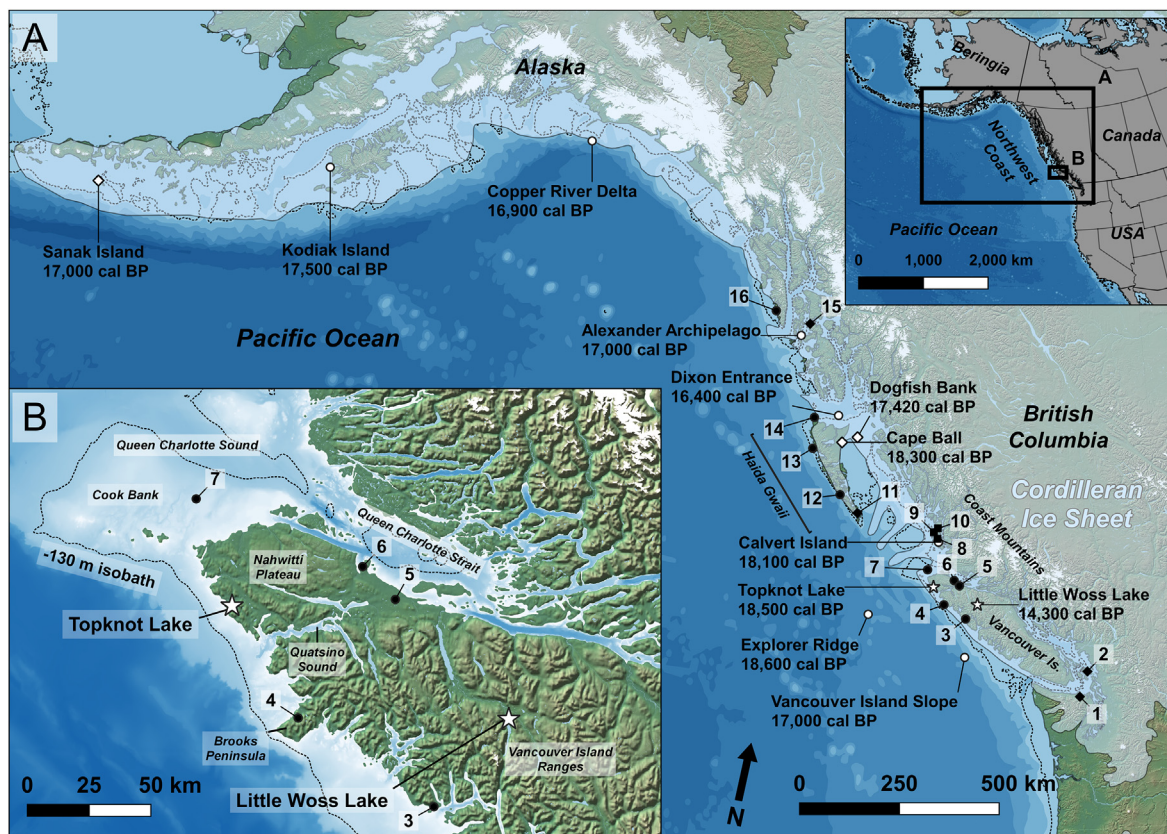 A
Alaska
Copper River Delta
16,900 cal BP
Sanak Island
17,000 cal BP
Kodiak Island
17,500 cal BP
Pacific Ocean
Beringia
A
Canada
Northwest
Coast
B
USA
Pacific Ocean
0
1,000
2,000 km
16
15
Alexander Archipelago
17,000 cal BP
Dixon Entrance
16,400 cal BP
Dogfish Bank
17,420 cal BP
Cape Ball
18,300 cal BP
British
Columbia
14
13
Haida Gwaii
12
11
9
10
Coast Mountains
Cordilleran
Ice Sheet
Calvert Island
18,100 cal BP
8
7
6
5
Topknot Lake
18,500 cal BP
Little Woss Lake
14,300 cal BP
4
3
Explorer Ridge
18,600 cal BP
Vancouver Is.
2
Vancouver Island Slope
17,000 cal BP
1
N
0
250
500 km
B
Queen Charlotte Sound
7
Cook Bank
Queen Charlotte Strait
6
-130 m isobath
Nahwitti
Plateau
5
Topknot Lake
Quatsino
Sound
4
Brooks
Peninsula
Vancouver Island
Ranges
Little Woss Lake
3
0
25
50 km